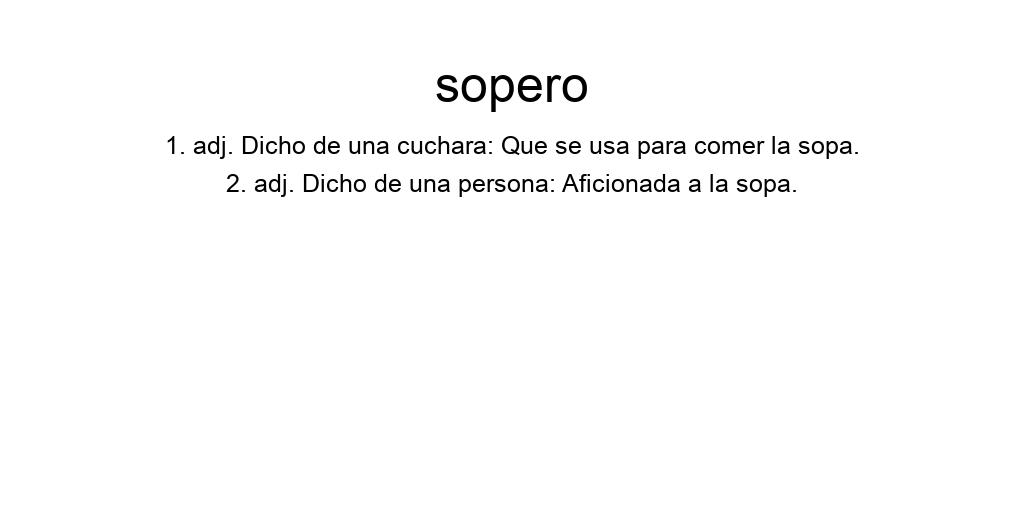 sopero
1. adj. Dicho de una cuchara: Que se usa para comer la sopa.
2. adj. Dicho de una persona: Aficionada a la sopa.